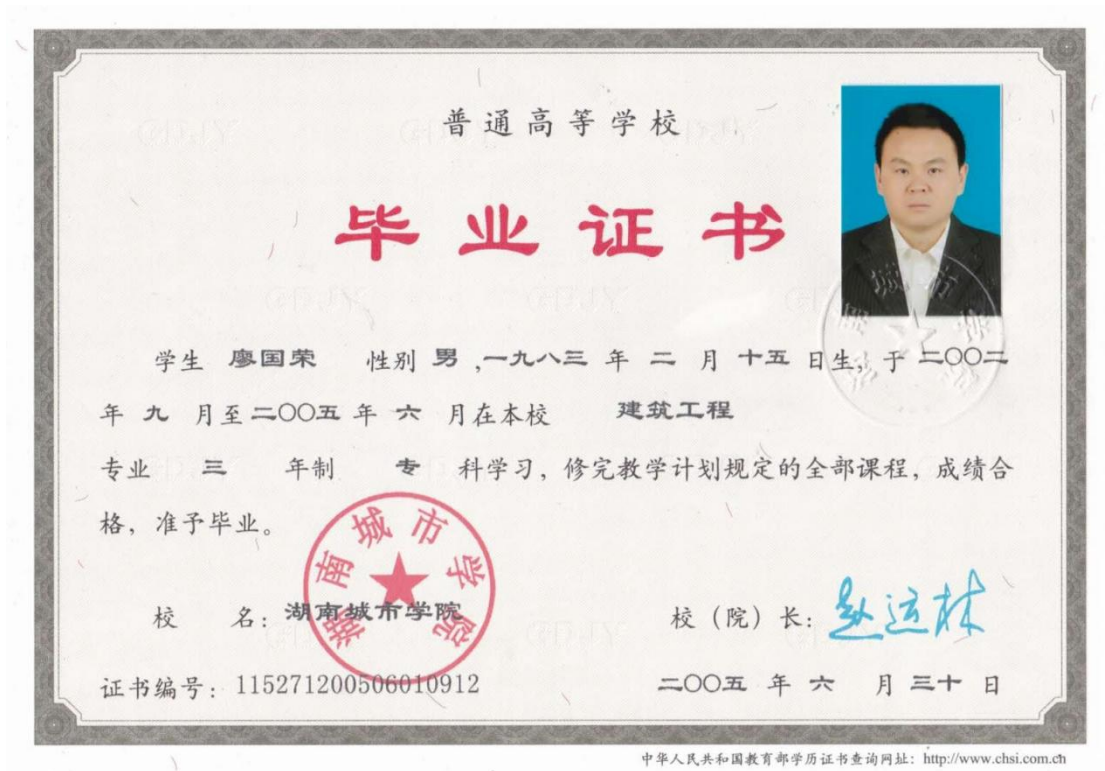 普通高等学校
毕业证书
学生 廖国荣 性别 男 ,一九八三 年 二 月 十五 日生, 于 二〇〇二
年 九 月至 二〇〇五 年 六 月在本校 建筑工程
专业 三 年制 专 科学习, 修完教学计划规定的全部课程, 成绩合
格, 准予毕业。
湖南城市学院
校 名: 湖南城市学院 校（院）长: 赵运林
证书编号: 115271200506010912 二〇〇五 年 六 月 三十 日
中华人民共和国教育部学历证书查询网址: http://www.chsi.com.cn